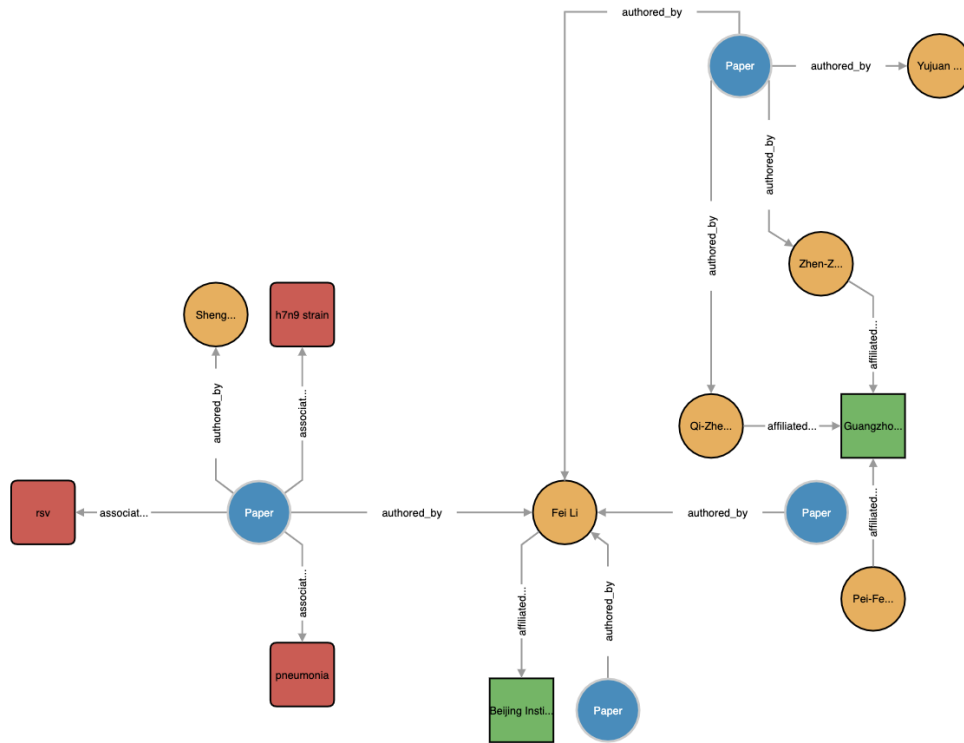 authored_by
Paper
authored_by
Yujuan ...
authored_by
authored_by
Zhen-Z...
Sheng...
h7n9 strain
affiliated...
authored_by
associat...
Qi-Zhe...
affiliated...
Guangzho...
rsv
associat...
Paper
authored_by
Fei Li
authored_by
Paper
affiliated...
associat...
affiliated...
authored_by
Pei-Fe...
pneumonia
Beijing Insti...
Paper